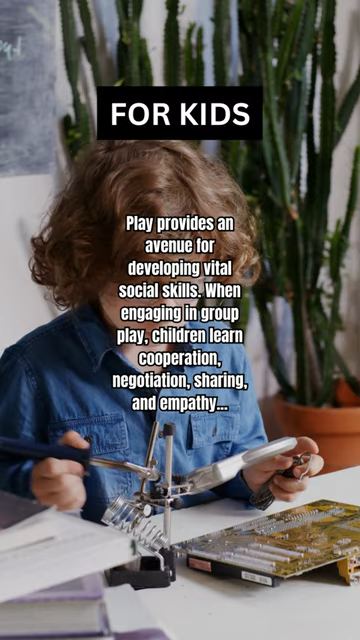 FOR KIDS
Play provides an
avenue for
developing vital
social skills. When
engaging in group
play, children learn
cooperation,
negotiation, sharing,
and empathy...